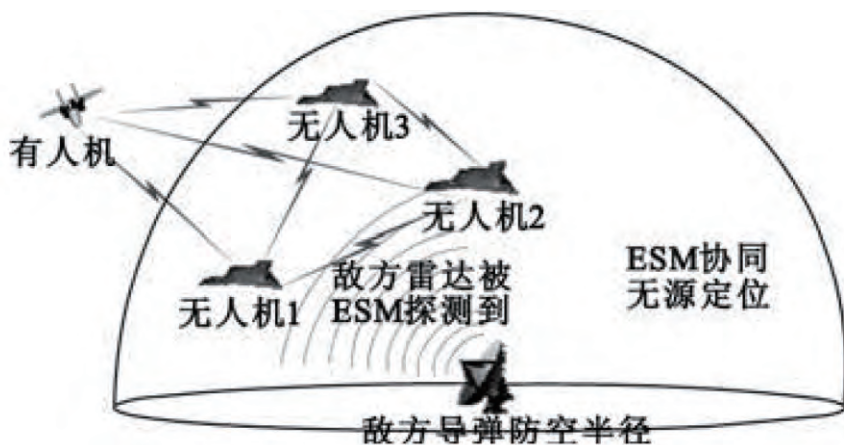 无人机3
有人机
无人机2
ESM协同
无源定位
敌方雷达被
ESM探测到
无人机1
敌方导弹防空半径